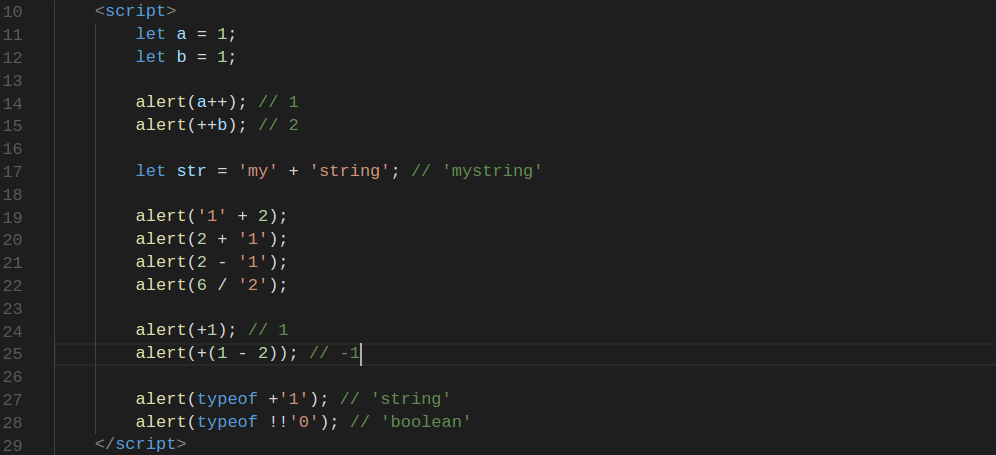 10 <script>
11 let a = 1;
12 let b = 1;
13
14 alert(a++); // 1
15 alert(++b); // 2
16
17 let str = 'my' + 'string'; // 'mystring'
18
19 alert('1' + 2);
20 alert(2 + '1');
21 alert(2 - '1');
22 alert(6 / '2');
23
24 alert(+1); // 1
25 alert(+(1 - 2)); // -1
26
27 alert(typeof +'1'); // 'string'
28 alert(typeof !!'0'); // 'boolean'
29 </script>